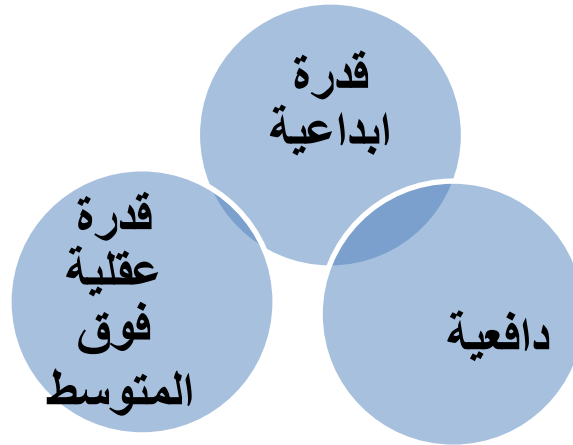 قدرة
ابداعية
قدرة
عقلية
فوق
المتوسط
دافعية